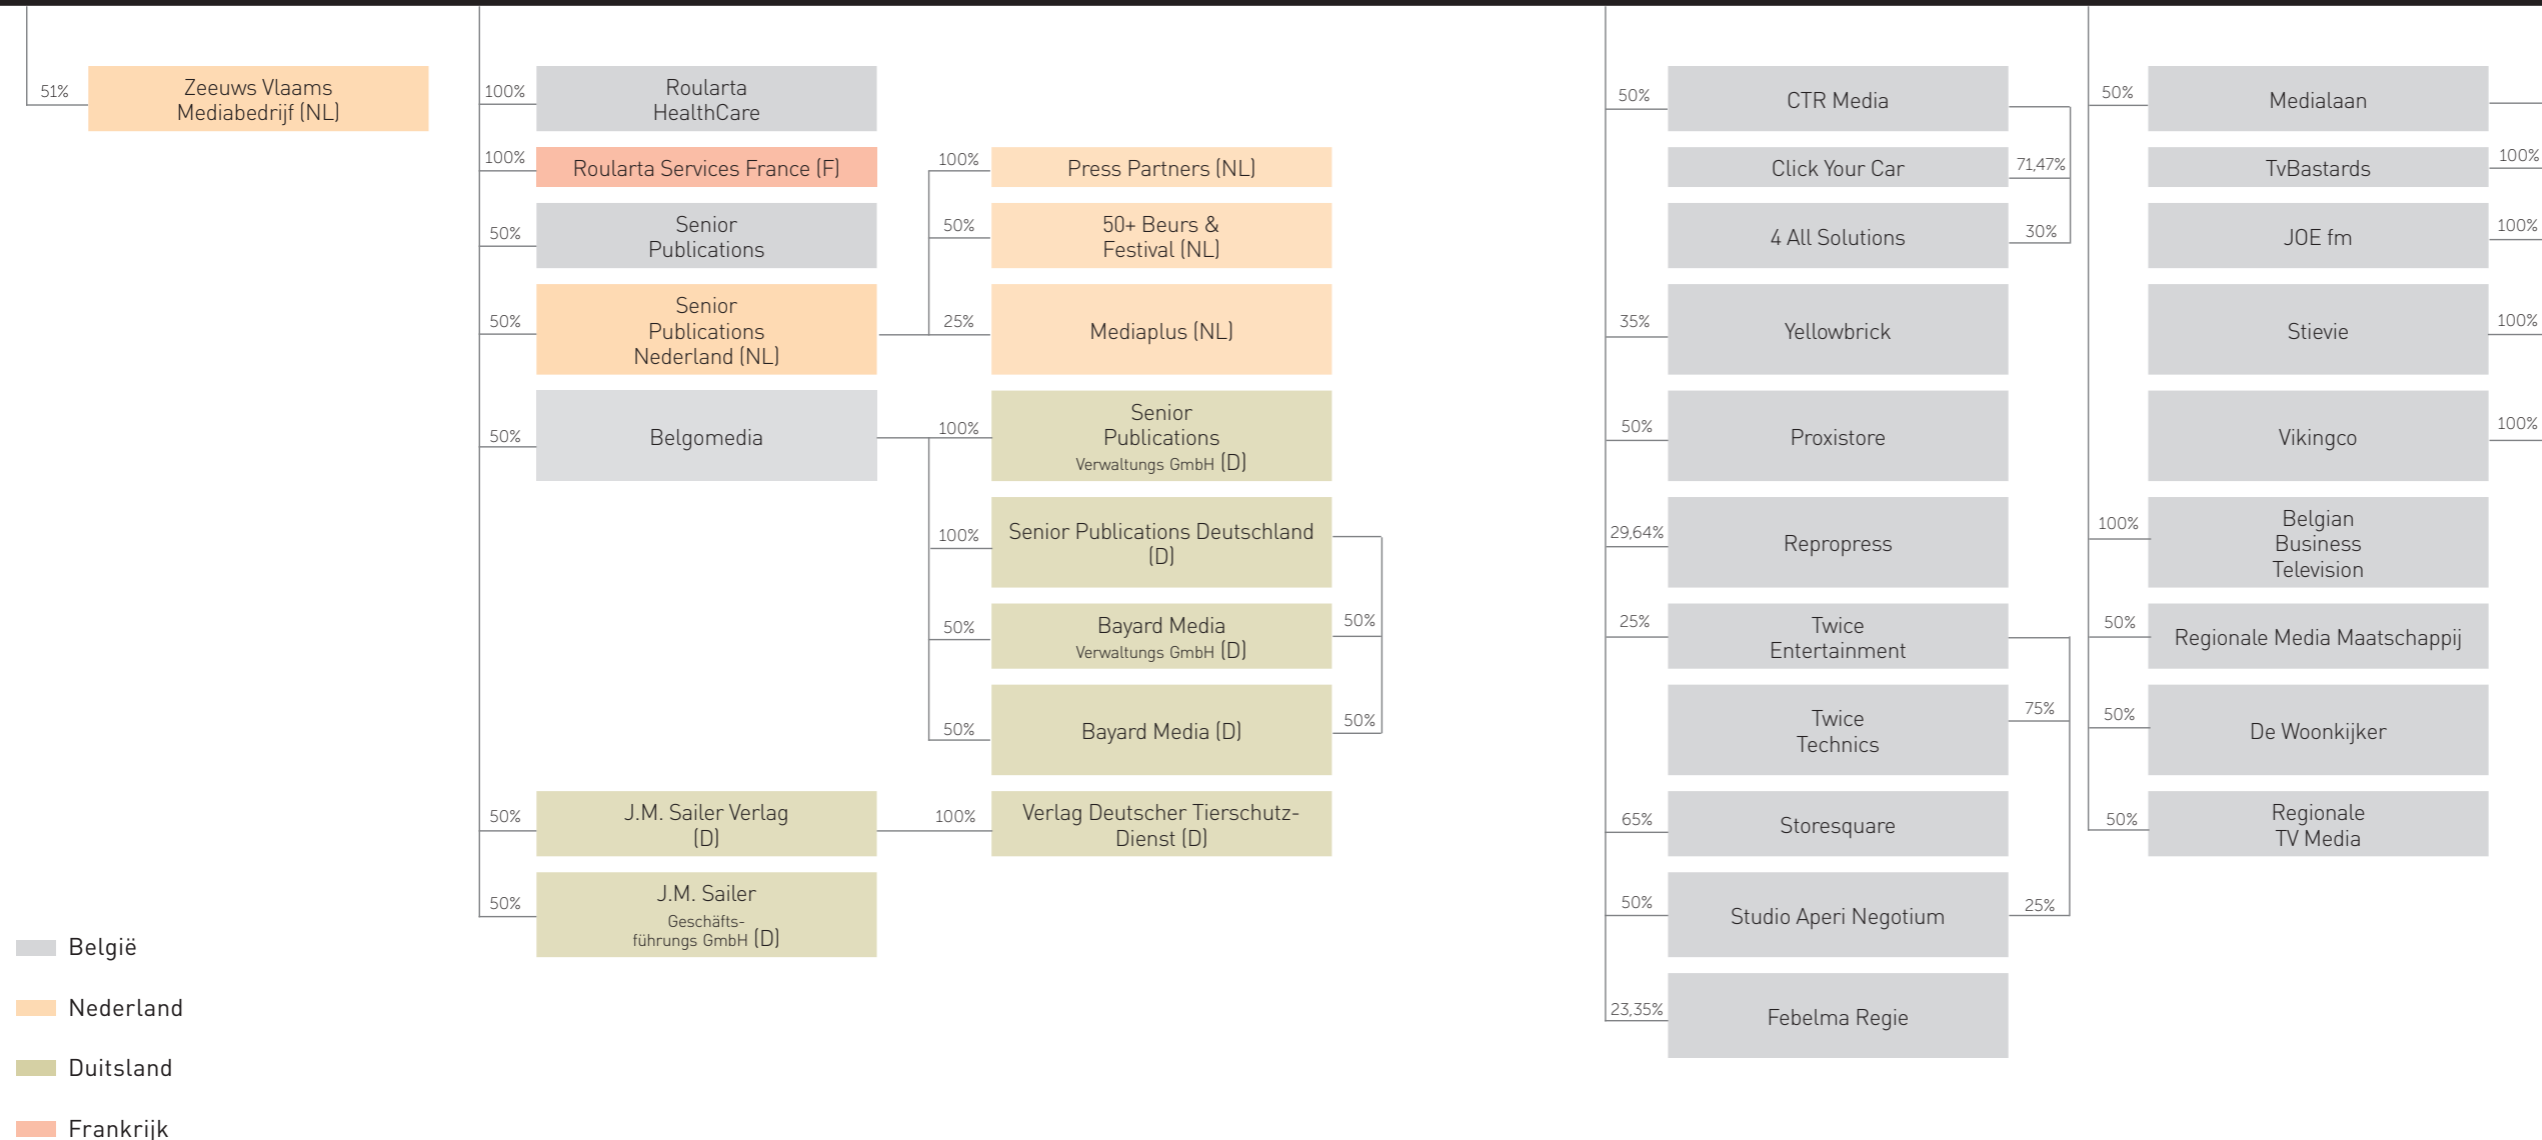 51%
Zeeuws Vlaams
Mediabedrijf (NL)
100%
Roularta
HealthCare
100%
Roularta Services France (F)
50%
Senior
Publications
50%
Senior
Publications
Nederland (NL)
100%
Press Partners (NL)
50%
50+ Beurs &
Festival (NL)
25%
Mediaplus (NL)
50%
Belgomedia
100%
Senior
Publications
Verwaltungs GmbH (D)
100%
Senior Publications Deutschland
(D)
50%
Bayard Media
Verwaltungs GmbH (D)
50%
50%
Bayard Media (D)
50%
50%
J.M. Sailer Verlag
(D)
100%
Verlag Deutscher Tierschutz-
Dienst (D)
50%
J.M. Sailer
Geschäfts-
führungs GmbH (D)
50%
CTR Media
Click Your Car
71,47%
4 All Solutions
30%
35%
Yellowbrick
50%
Proxistore
29,64%
Repropress
25%
Twice
Entertainment
Twice
Technics
75%
65%
Storesquare
50%
Studio Aperi Negotium
25%
23,35%
Febelma Regie
50%
Medialaan
TvBastards
100%
JOE fm
100%
Stievie
100%
Vikingco
100%
100%
Belgian
Business
Television
50%
Regionale Media Maatschappij
50%
De Woonkijker
50%
Regionale
TV Media
België
Nederland
Duitsland
Frankrijk